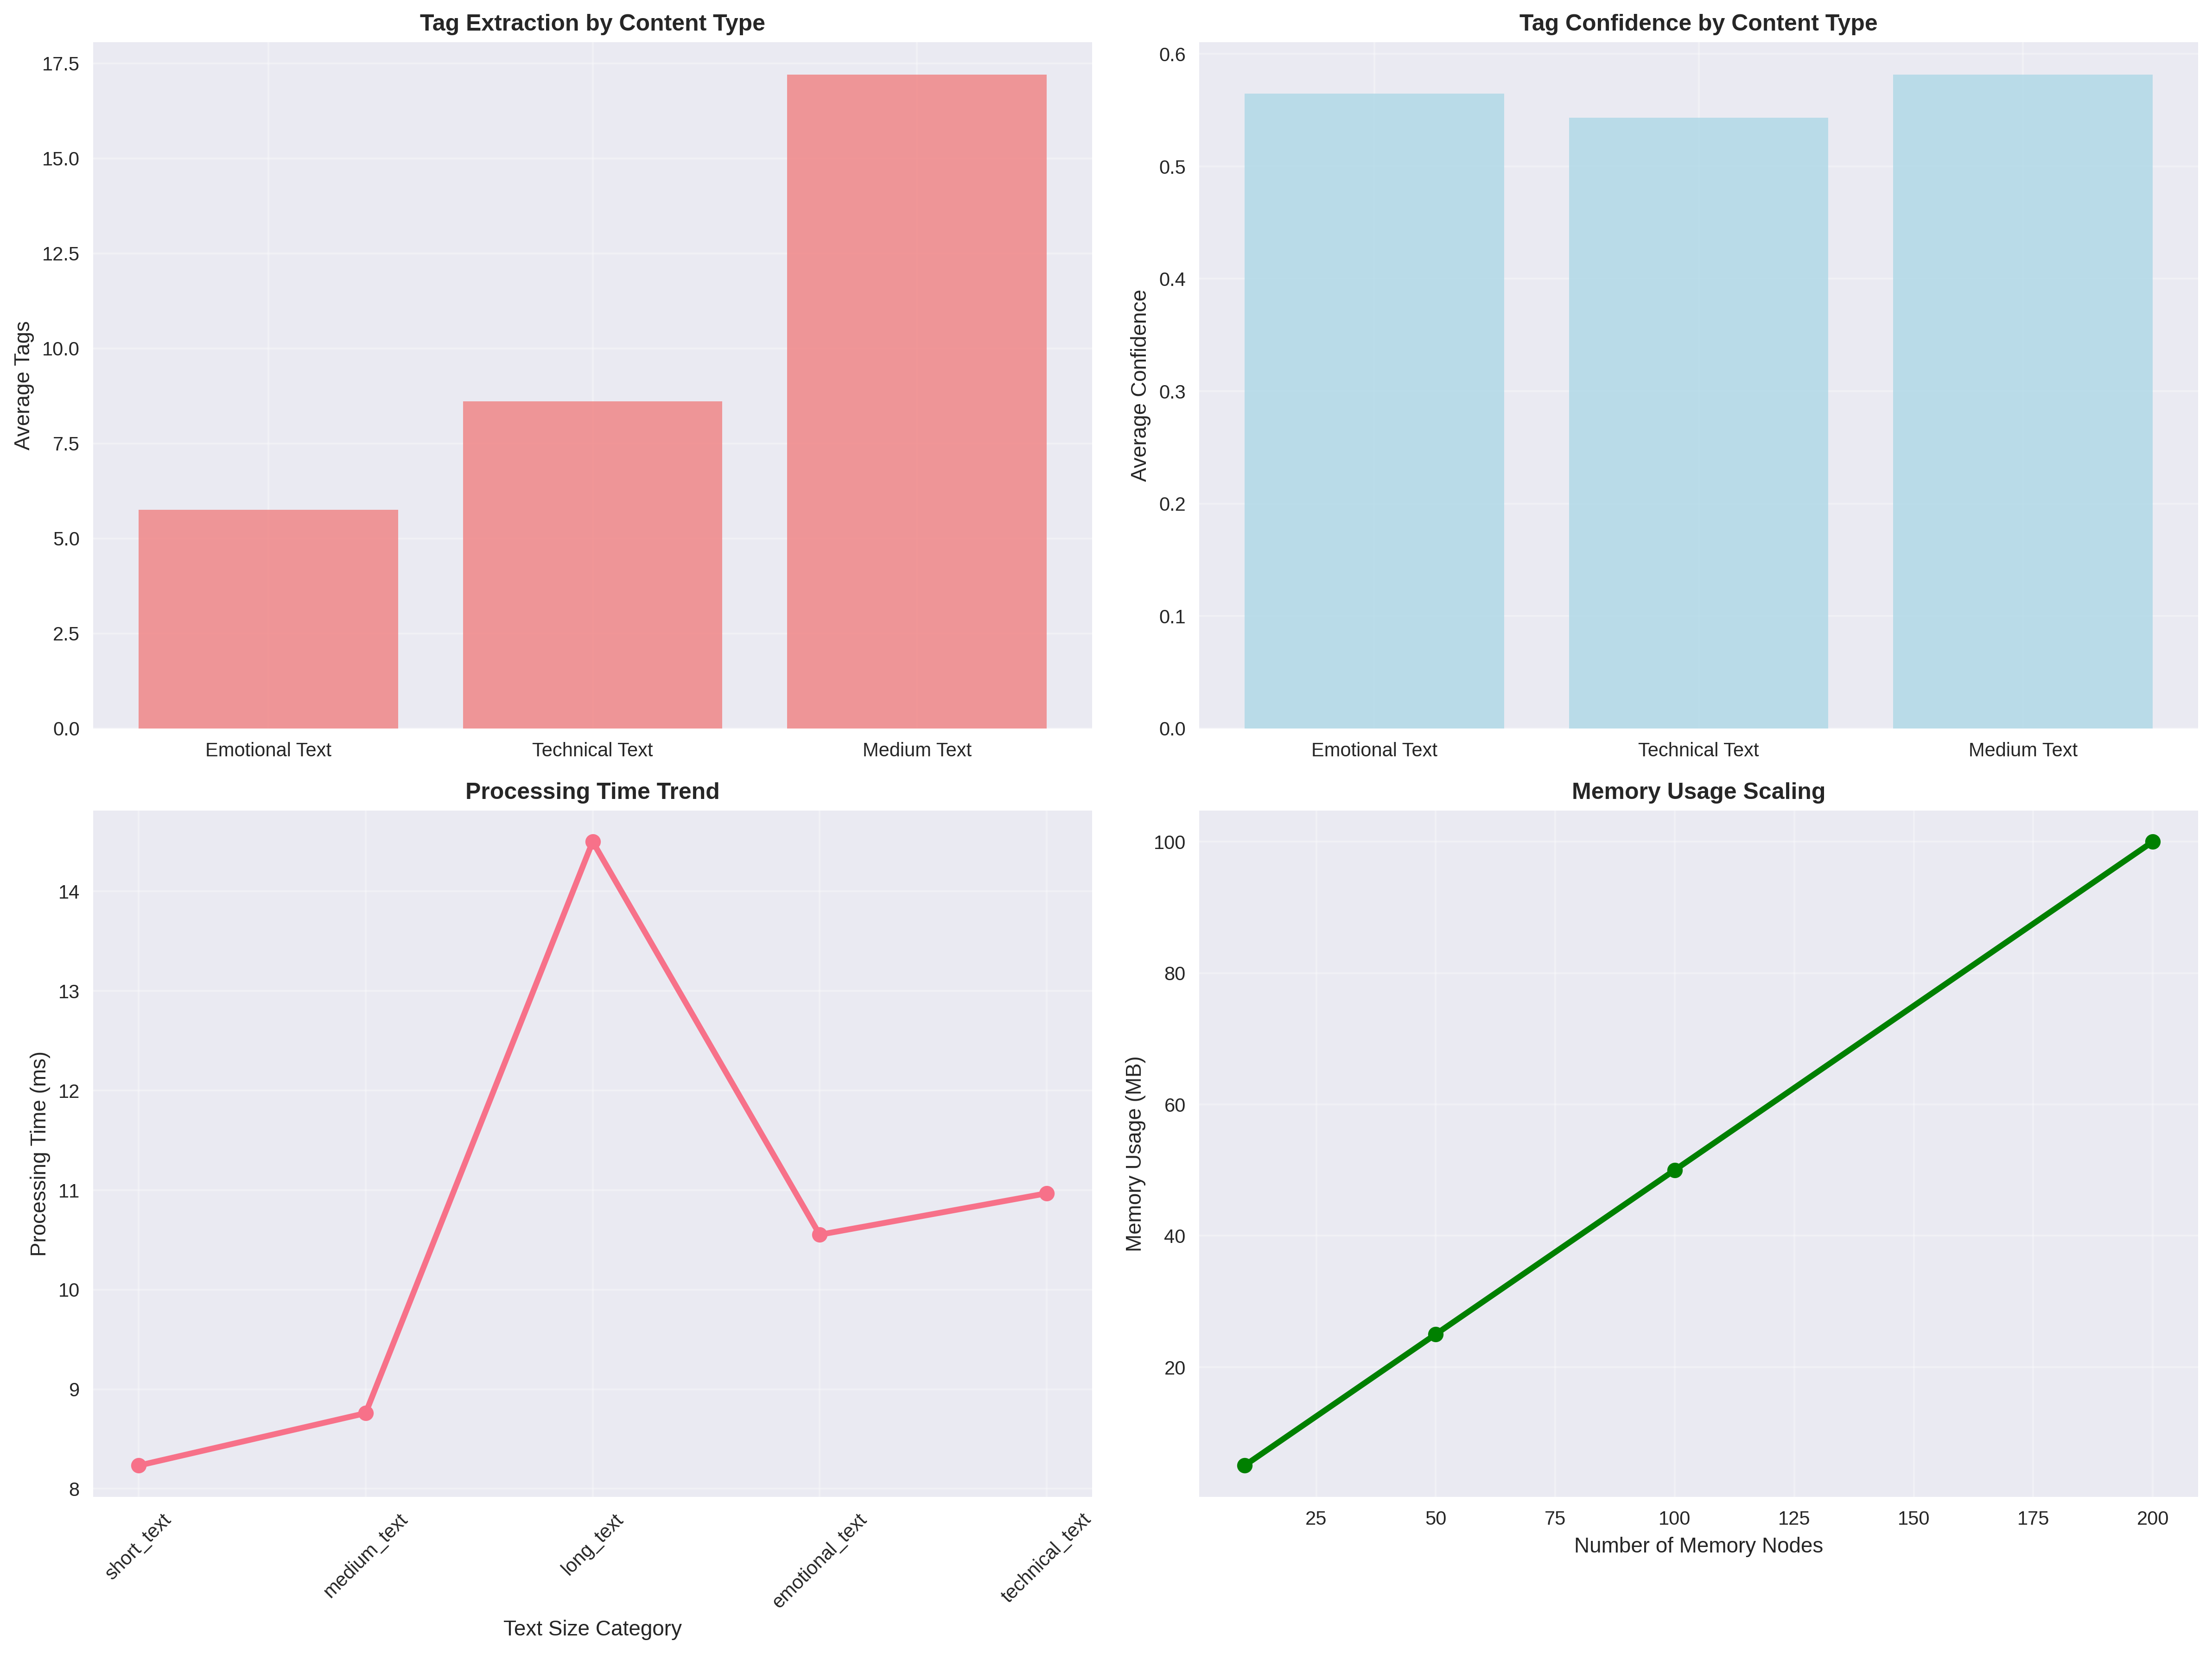 Tag Extraction by Content Type
17.5
15.0
12.5
10.0
7.5
5.0
2.5
0.0
Average Tags
Emotional Text
Technical Text
Medium Text
Tag Confidence by Content Type
0.6
0.5
0.4
0.3
0.2
0.1
0.0
Average Confidence
Emotional Text
Technical Text
Medium Text
Processing Time Trend
14
13
12
11
10
9
8
Processing Time (ms)
short_text
medium_text
long_text
emotional_text
technical_text
Text Size Category
Memory Usage Scaling
100
80
60
40
20
Memory Usage (MB)
25
50
75
100
125
150
175
200
Number of Memory Nodes